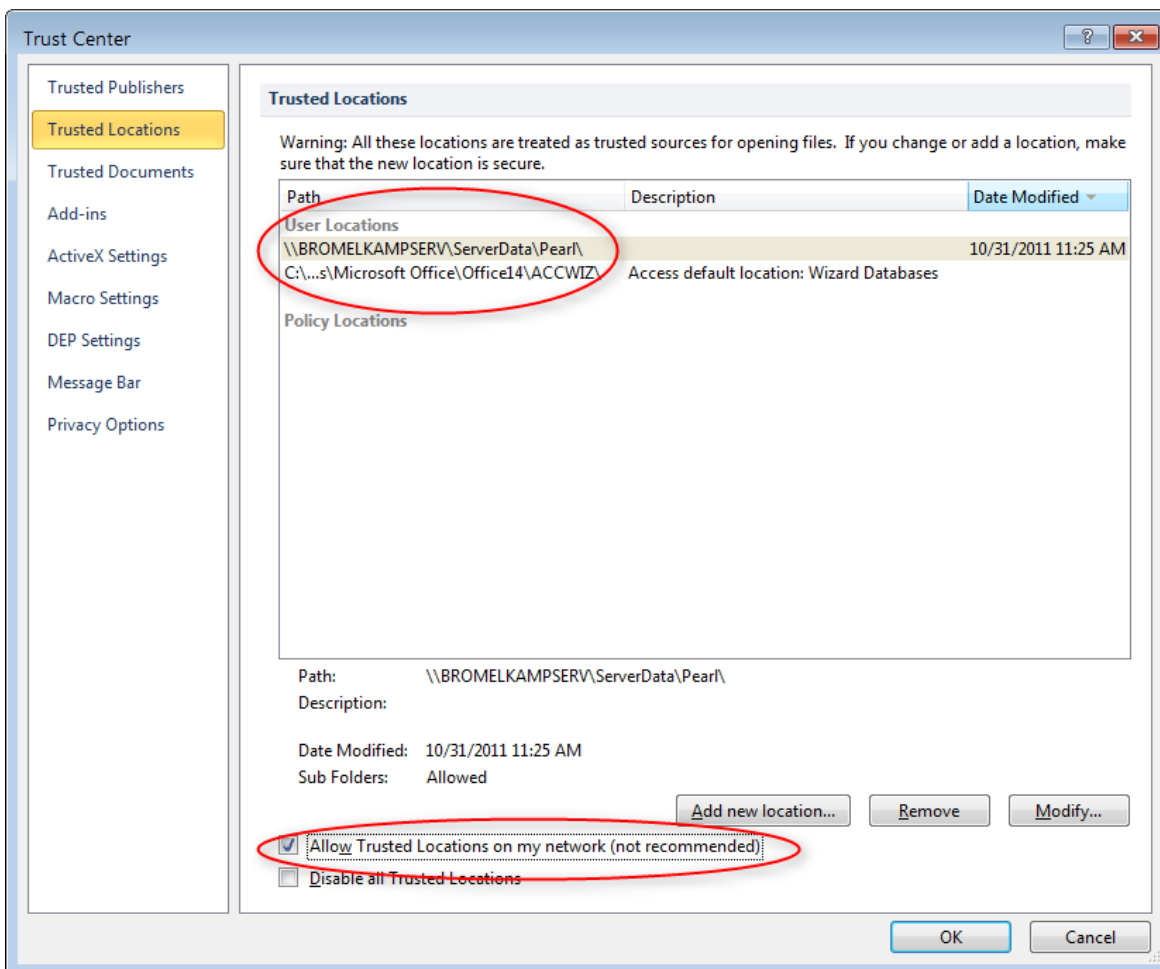 Trust Center
Trusted Publishers
Trusted Locations
Trusted Documents
Add-ins
ActiveX Settings
Macro Settings
DEP Settings
Message Bar
Privacy Options
Trusted Locations
Warning: All these locations are treated as trusted sources for opening files. If you change or add a location, make
sure that the new location is secure.
Path Description Date Modified
User Locations
\\BROMELKAMPSERV\ServerData\Pearl\ 10/31/2011 11:25 AM
C:\...s\Microsoft Office\Office14\ACCWIZ\ Access default location: Wizard Databases
Policy Locations
Path: \\BROMELKAMPSERV\ServerData\Pearl\
Description:
Date Modified: 10/31/2011 11:25 AM
Sub Folders: Allowed
Add new location... Remove Modify...
Allow Trusted Locations on my network (not recommended)
Disable all Trusted Locations
OK Cancel